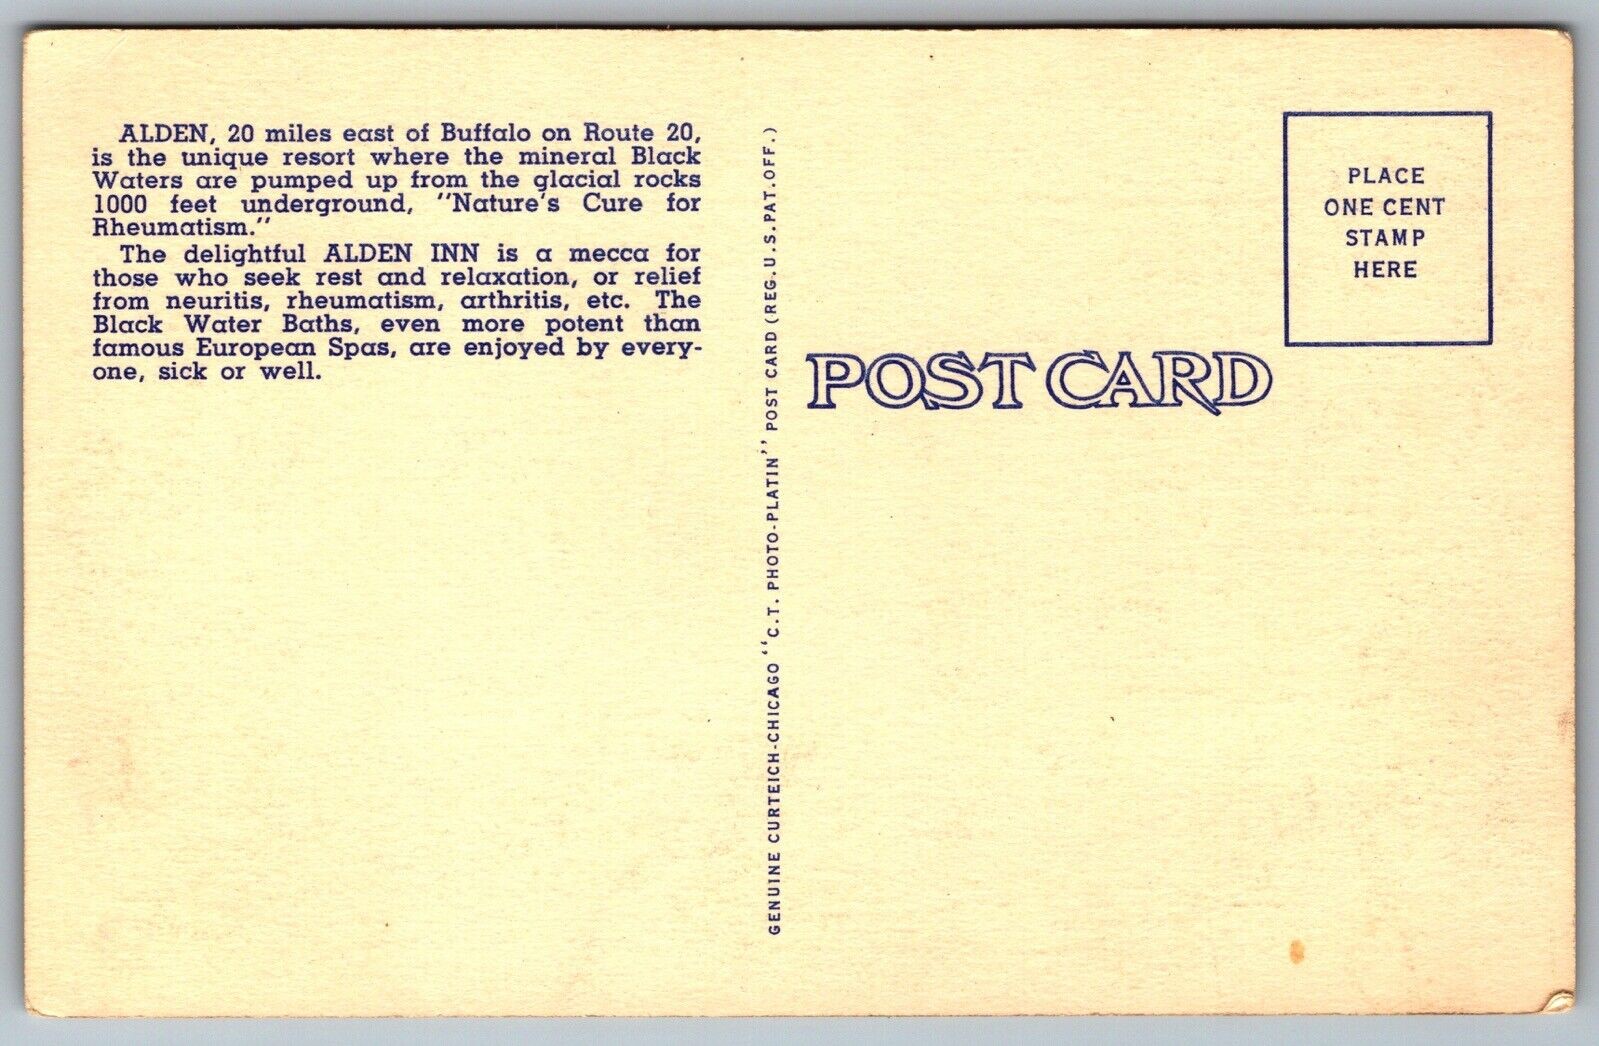 ALDEN, 20 miles east of Buffalo on Route 20,
is the unique resort where the mineral Black
Waters are pumped up from the glacial rocks
1000 feet underground, "Nature's Cure for
Rheumatism."
The delightful ALDEN INN is a mecca for
those who seek rest and relaxation, or relief
from neuritis, rheumatism, arthritis, etc. The
Black Water Baths, even more potent than
famous European Spas, are enjoyed by every-
one, sick or well.
GENUINE CURTEICH-CHICAGO "C.T. PHOTO-PLATIN" POST CARD (REG. U.S. PAT. OFF.)
POST CARD
PLACE
ONE CENT
STAMP
HERE